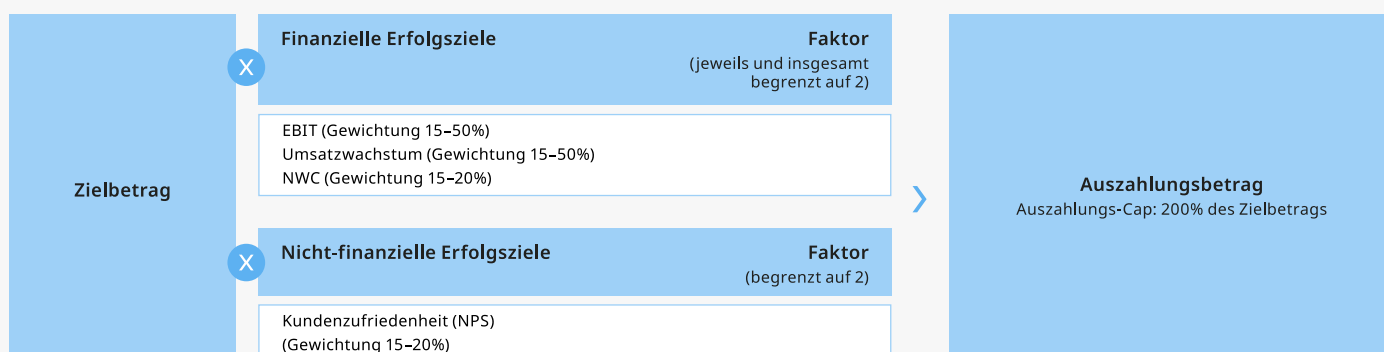 Zielbetrag
X
Finanzielle Erfolgsziele
Faktor
(jeweils und insgesamt
begrenzt auf 2)
EBIT (Gewichtung 15–50%)
Umsatzwachstum (Gewichtung 15–50%)
NWC (Gewichtung 15–20%)
X
Nicht-finanzielle Erfolgsziele
Faktor
(begrenzt auf 2)
Kundenzufriedenheit (NPS)
(Gewichtung 15–20%)
Auszahlungsbetrag
Auszahlungs-Cap: 200% des Zielbetrags